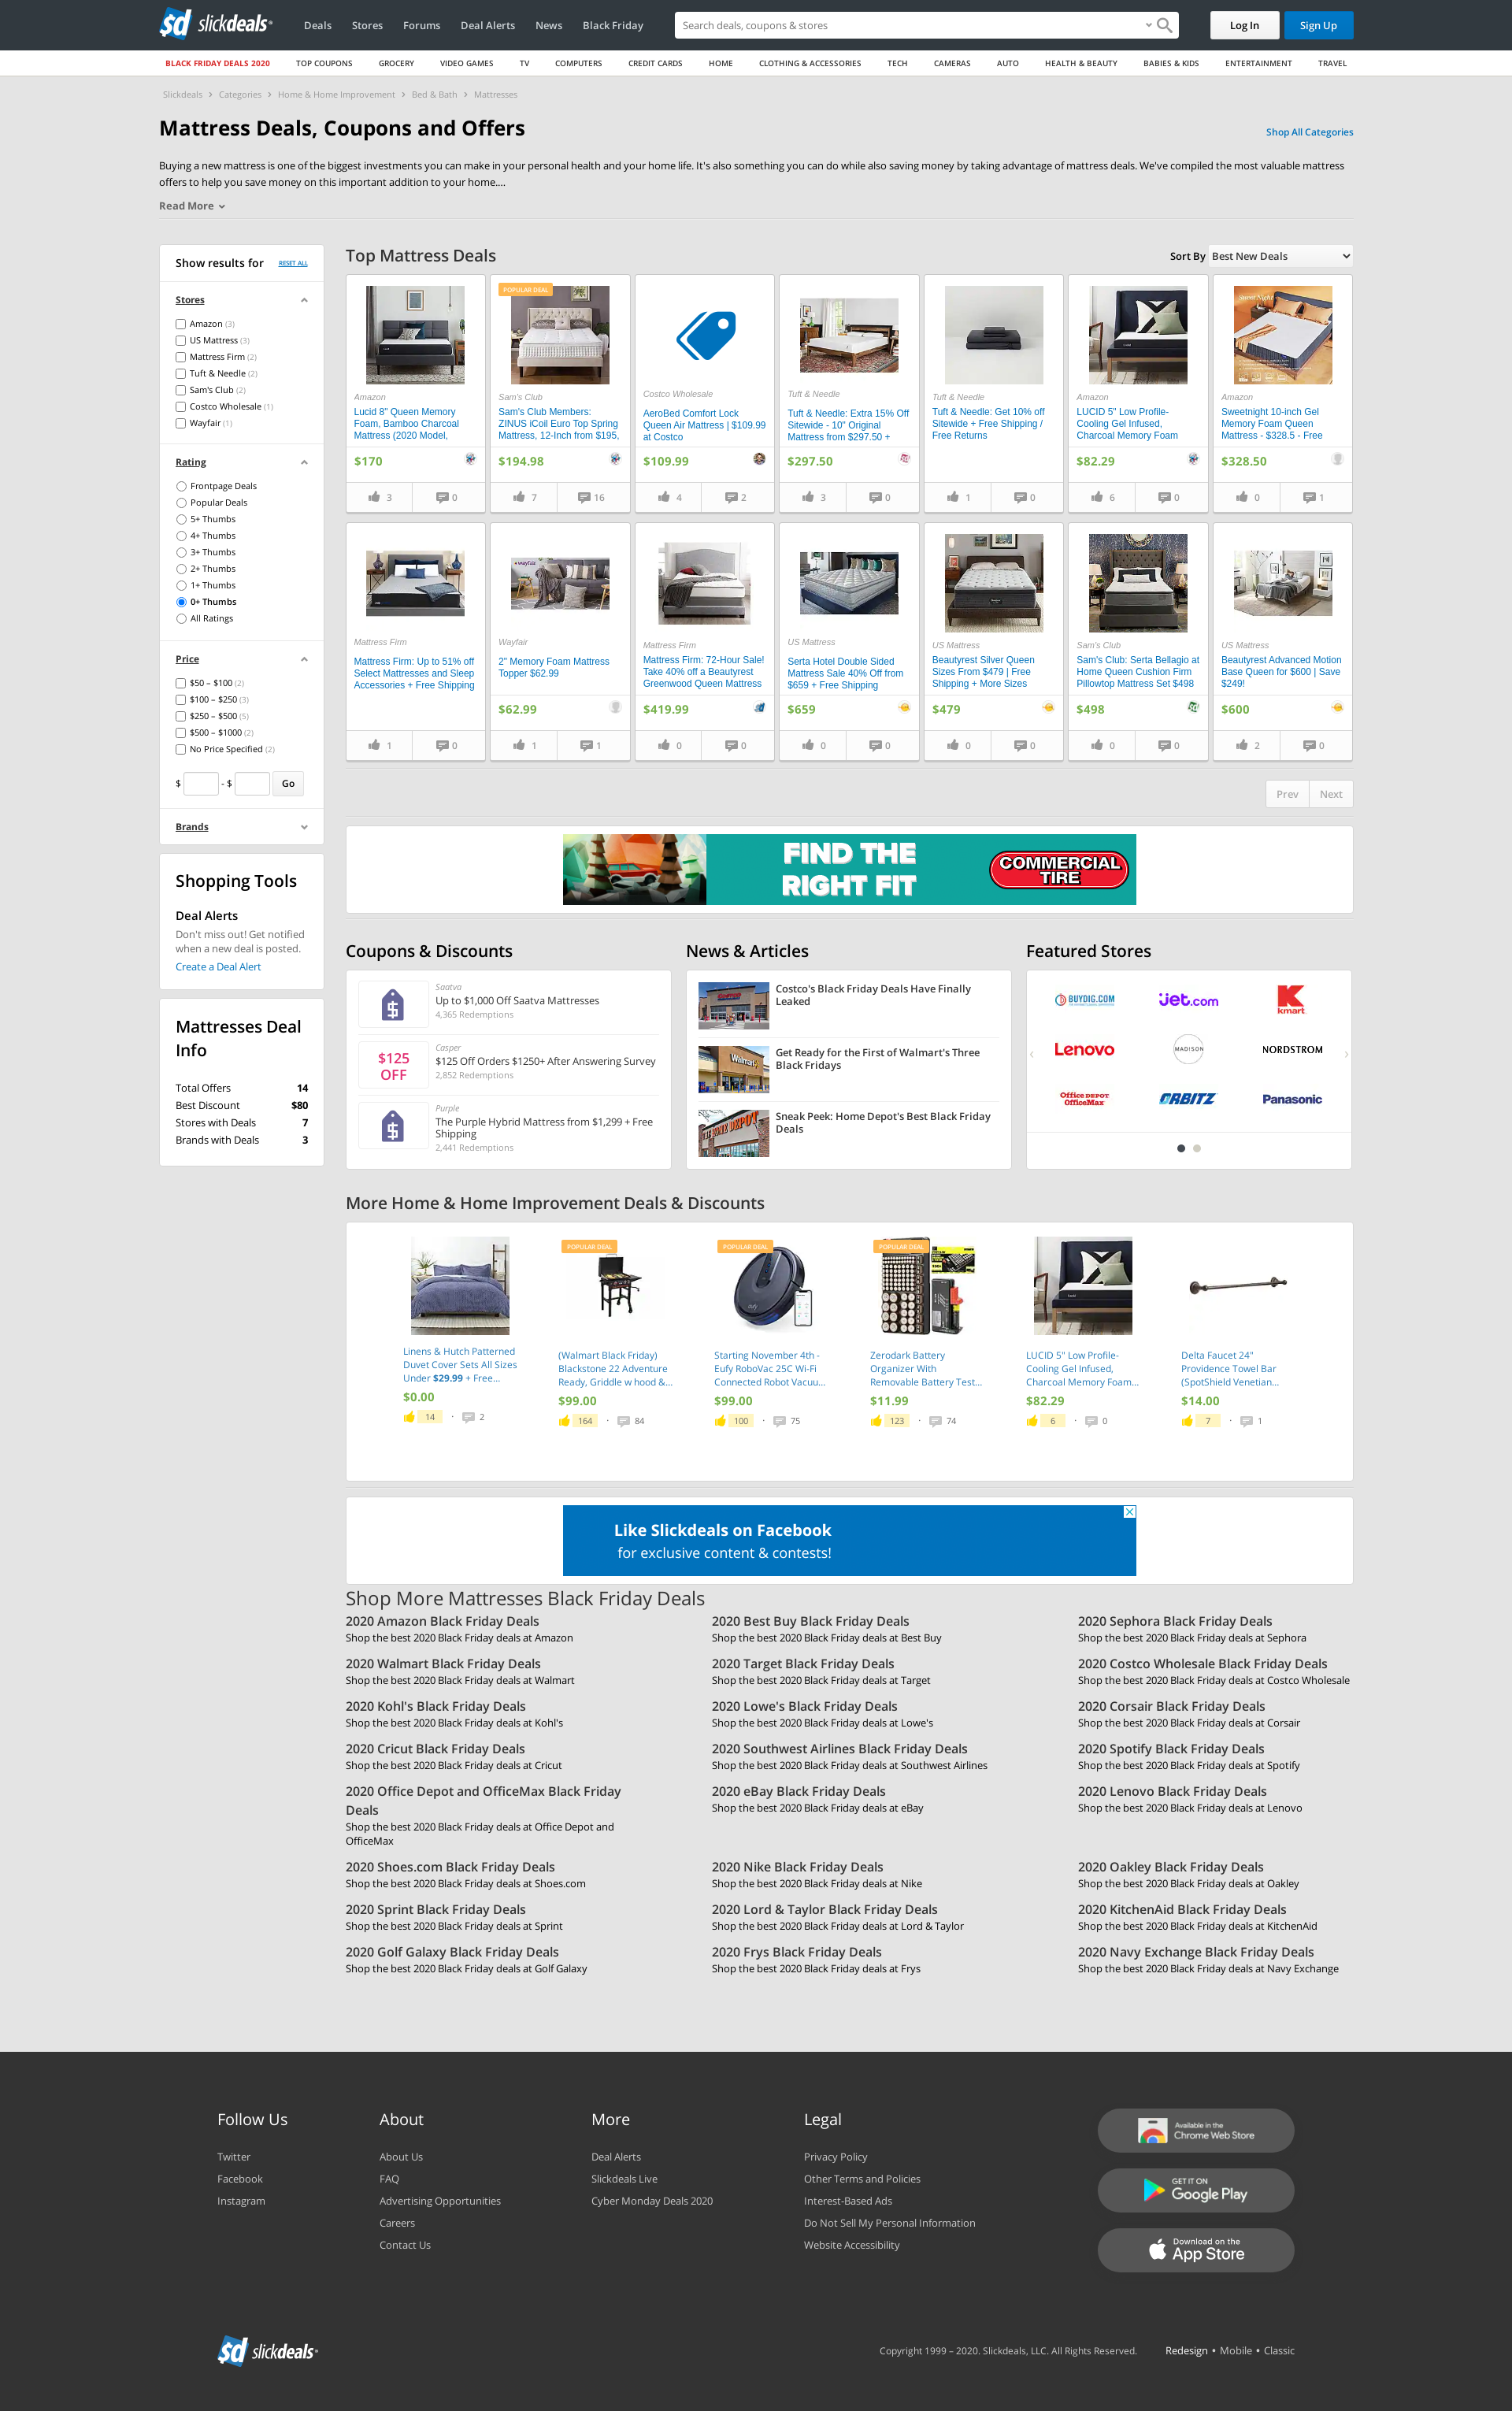 sd slickdeals
Deals
Stores
Forums
Deal Alerts
News
Black Friday
Search deals, coupons & stores
Log In
Sign Up
BLACK FRIDAY DEALS 2020
TOP COUPONS
GROCERY
VIDEO GAMES
TV
COMPUTERS
CREDIT CARDS
HOME
CLOTHING & ACCESSORIES
TECH
CAMERAS
AUTO
HEALTH & BEAUTY
BABIES & KIDS
ENTERTAINMENT
TRAVEL
Slickdeals › Categories › Home & Home Improvement › Bed & Bath › Mattresses
Mattress Deals, Coupons and Offers
Shop All Categories
Buying a new mattress is one of the biggest investments you can make in your personal health and your home life. It's also something you can do while also saving money by taking advantage of mattress deals. We've compiled the most valuable mattress
offers to help you save money on this important addition to your home....
Read More
Show results for
RESET ALL
Stores
Amazon (3)
US Mattress (3)
Mattress Firm (2)
Tuft & Needle (2)
Sam's Club (2)
Costco Wholesale (1)
Wayfair (1)
Rating
Frontpage Deals
Popular Deals
5+ Thumbs
4+ Thumbs
3+ Thumbs
2+ Thumbs
1+ Thumbs
0+ Thumbs
All Ratings
Price
$50 – $100 (2)
$100 – $250 (3)
$250 – $500 (5)
$500 – $1000 (2)
No Price Specified (2)
$ - $ Go
Brands
Shopping Tools
Deal Alerts
Don't miss out! Get notified
when a new deal is posted.
Create a Deal Alert
Mattresses Deal
Info
Total Offers 14
Best Discount $80
Stores with Deals 7
Brands with Deals 3
Top Mattress Deals
Sort By Best New Deals
Amazon
Lucid 8" Queen Memory
Foam, Bamboo Charcoal
Mattress (2020 Model,
$170
3
0
POPULAR DEAL
Sam's Club
Sam's Club Members:
ZINUS iCoil Euro Top Spring
Mattress, 12-Inch from $195,
$194.98
7
16
Costco Wholesale
AeroBed Comfort Lock
Queen Air Mattress | $109.99
at Costco
$109.99
4
2
Tuft & Needle
Tuft & Needle: Extra 15% Off
Sitewide - 10" Original
Mattress from $297.50 +
$297.50
3
0
Tuft & Needle
Tuft & Needle: Get 10% off
Sitewide + Free Shipping /
Free Returns
1
0
Amazon
LUCID 5" Low Profile-
Cooling Gel Infused,
Charcoal Memory Foam
$82.29
6
0
Amazon
Sweetnight 10-inch Gel
Memory Foam Queen
Mattress - $328.5 - Free
$328.50
0
1
Mattress Firm
Mattress Firm: Up to 51% off
Select Mattresses and Sleep
Accessories + Free Shipping
1
0
wayfair
Wayfair
2" Memory Foam Mattress
Topper $62.99
$62.99
1
1
Mattress Firm
Mattress Firm: 72-Hour Sale!
Take 40% off a Beautyrest
Greenwood Queen Mattress
$419.99
0
0
US Mattress
Serta Hotel Double Sided
Mattress Sale 40% Off from
$659 + Free Shipping
$659
0
0
US Mattress
Beautyrest Silver Queen
Sizes From $479 | Free
Shipping + More Sizes
$479
0
0
Sam's Club
Sam's Club: Serta Bellagio at
Home Queen Cushion Firm
Pillowtop Mattress Set $498
$498
0
0
US Mattress
Beautyrest Advanced Motion
Base Queen for $600 | Save
$249!
$600
2
0
Prev
Next
FIND THE
RIGHT FIT
COMMERCIAL
TIRE
Coupons & Discounts
Saatva
Up to $1,000 Off Saatva Mattresses
4,365 Redemptions
$125
OFF
Casper
$125 Off Orders $1250+ After Answering Survey
2,852 Redemptions
Purple
The Purple Hybrid Mattress from $1,299 + Free
Shipping
2,441 Redemptions
News & Articles
Costco's Black Friday Deals Have Finally
Leaked
Walmart
Get Ready for the First of Walmart's Three
Black Fridays
THE HOME DEPOT
Sneak Peek: Home Depot's Best Black Friday
Deals
Featured Stores
BUYDIG.COM
jet.com
kmart
Lenovo
MADISON
NORDSTROM
Office DEPOT
OfficeMax
ORBITZ
Panasonic
More Home & Home Improvement Deals & Discounts
Linens & Hutch Patterned
Duvet Cover Sets All Sizes
Under $29.99 + Free...
$0.00
14 · 2
POPULAR DEAL
(Walmart Black Friday)
Blackstone 22 Adventure
Ready, Griddle w hood &...
$99.00
164 · 84
POPULAR DEAL
eufy
Starting November 4th -
Eufy RoboVac 25C Wi-Fi
Connected Robot Vacuu...
$99.00
100 · 75
POPULAR DEAL
Zerodark Battery
Organizer With
Removable Battery Test...
$11.99
123 · 74
LUCID 5" Low Profile-
Cooling Gel Infused,
Charcoal Memory Foam...
$82.29
6 · 0
Delta Faucet 24"
Providence Towel Bar
(SpotShield Venetian...
$14.00
7 · 1
Like Slickdeals on Facebook
for exclusive content & contests!
Shop More Mattresses Black Friday Deals
2020 Amazon Black Friday Deals
Shop the best 2020 Black Friday deals at Amazon
2020 Best Buy Black Friday Deals
Shop the best 2020 Black Friday deals at Best Buy
2020 Sephora Black Friday Deals
Shop the best 2020 Black Friday deals at Sephora
2020 Walmart Black Friday Deals
Shop the best 2020 Black Friday deals at Walmart
2020 Target Black Friday Deals
Shop the best 2020 Black Friday deals at Target
2020 Costco Wholesale Black Friday Deals
Shop the best 2020 Black Friday deals at Costco Wholesale
2020 Kohl's Black Friday Deals
Shop the best 2020 Black Friday deals at Kohl's
2020 Lowe's Black Friday Deals
Shop the best 2020 Black Friday deals at Lowe's
2020 Corsair Black Friday Deals
Shop the best 2020 Black Friday deals at Corsair
2020 Cricut Black Friday Deals
Shop the best 2020 Black Friday deals at Cricut
2020 Southwest Airlines Black Friday Deals
Shop the best 2020 Black Friday deals at Southwest Airlines
2020 Spotify Black Friday Deals
Shop the best 2020 Black Friday deals at Spotify
2020 Office Depot and OfficeMax Black Friday
Deals
Shop the best 2020 Black Friday deals at Office Depot and
OfficeMax
2020 eBay Black Friday Deals
Shop the best 2020 Black Friday deals at eBay
2020 Lenovo Black Friday Deals
Shop the best 2020 Black Friday deals at Lenovo
2020 Shoes.com Black Friday Deals
Shop the best 2020 Black Friday deals at Shoes.com
2020 Nike Black Friday Deals
Shop the best 2020 Black Friday deals at Nike
2020 Oakley Black Friday Deals
Shop the best 2020 Black Friday deals at Oakley
2020 Sprint Black Friday Deals
Shop the best 2020 Black Friday deals at Sprint
2020 Lord & Taylor Black Friday Deals
Shop the best 2020 Black Friday deals at Lord & Taylor
2020 KitchenAid Black Friday Deals
Shop the best 2020 Black Friday deals at KitchenAid
2020 Golf Galaxy Black Friday Deals
Shop the best 2020 Black Friday deals at Golf Galaxy
2020 Frys Black Friday Deals
Shop the best 2020 Black Friday deals at Frys
2020 Navy Exchange Black Friday Deals
Shop the best 2020 Black Friday deals at Navy Exchange
Follow Us
Twitter
Facebook
Instagram
About
About Us
FAQ
Advertising Opportunities
Careers
Contact Us
More
Deal Alerts
Slickdeals Live
Cyber Monday Deals 2020
Legal
Privacy Policy
Other Terms and Policies
Interest-Based Ads
Do Not Sell My Personal Information
Website Accessibility
Available in the
Chrome Web Store
GET IT ON
Google Play
Download on the
App Store
sd slickdeals
Copyright 1999 – 2020. Slickdeals, LLC. All Rights Reserved.
Redesign • Mobile • Classic